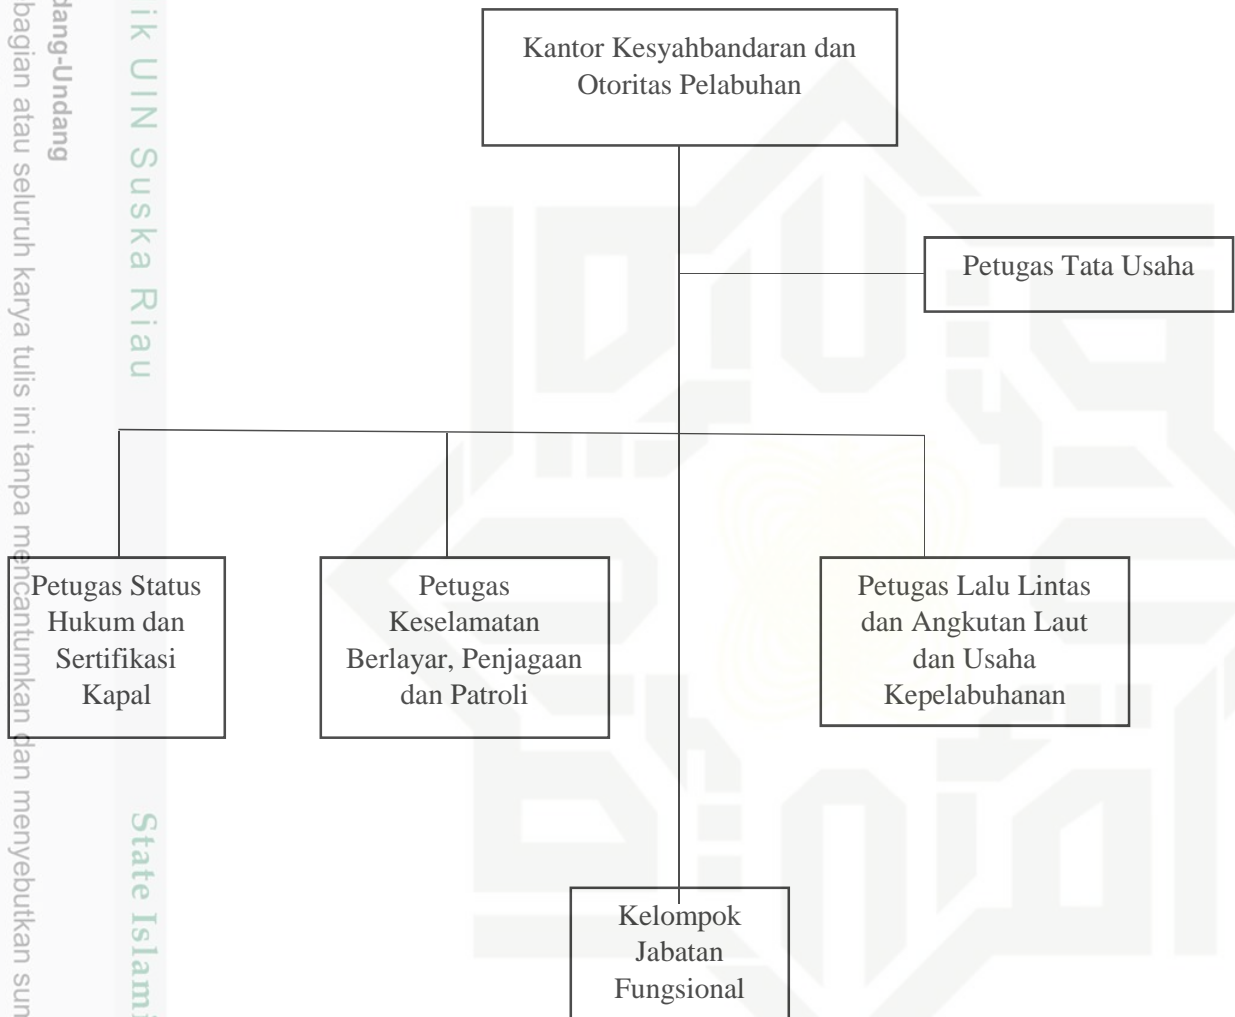 Kantor Kesyahbandaran dan
Otoritas Pelabuhan
Petugas Tata Usaha
Petugas Status
Hukum dan
Sertifikasi
Kapal
Petugas
Keselamatan
Berlayar, Penjagaan
dan Patroli
Petugas Lalu Lintas
dan Angkutan Laut
dan Usaha
Kepelabuhanan
Kelompok
Jabatan
Fungsional
ik UIN Suska Riau
State Islami
dang-Undang
bagian atau seluruh karya tulis ini tanpa mencantumkan dan menyebutkan sum